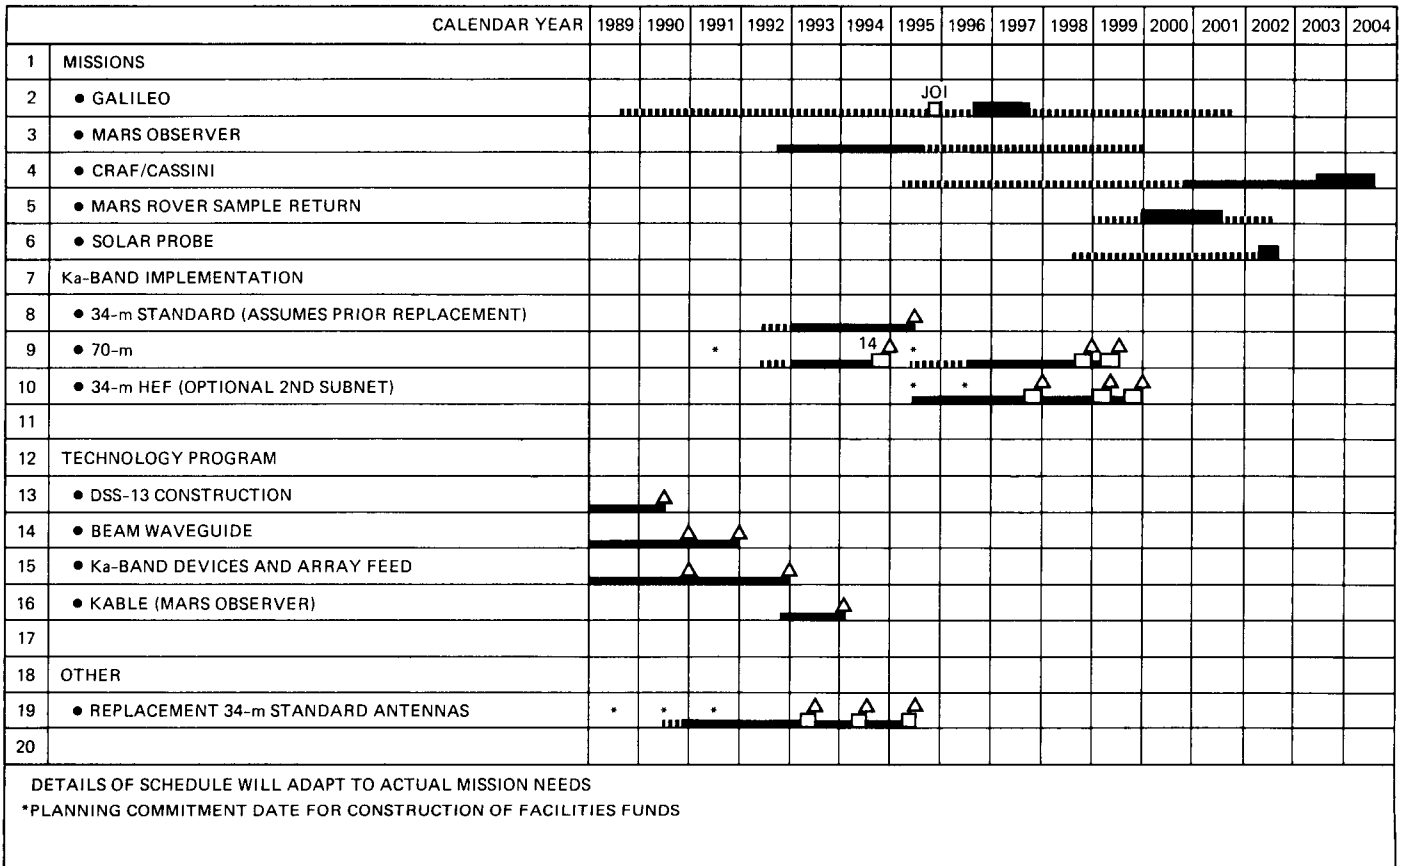 CALENDAR YEAR 1989 1990 1991 1992 1993 1994 1995 1996 1997 1998 1999 2000 2001 2002 2003 2004
1 MISSIONS
2 • GALILEO JOI
3 • MARS OBSERVER
4 • CRAF/CASSINI
5 • MARS ROVER SAMPLE RETURN
6 • SOLAR PROBE
7 Ka-BAND IMPLEMENTATION
8 • 34-m STANDARD (ASSUMES PRIOR REPLACEMENT)
9 • 70-m * 14 *
10 • 34-m HEF (OPTIONAL 2ND SUBNET) * *
11
12 TECHNOLOGY PROGRAM
13 • DSS-13 CONSTRUCTION
14 • BEAM WAVEGUIDE
15 • Ka-BAND DEVICES AND ARRAY FEED
16 • KABLE (MARS OBSERVER)
17
18 OTHER
19 • REPLACEMENT 34-m STANDARD ANTENNAS * * *
20
DETAILS OF SCHEDULE WILL ADAPT TO ACTUAL MISSION NEEDS
*PLANNING COMMITMENT DATE FOR CONSTRUCTION OF FACILITIES FUNDS